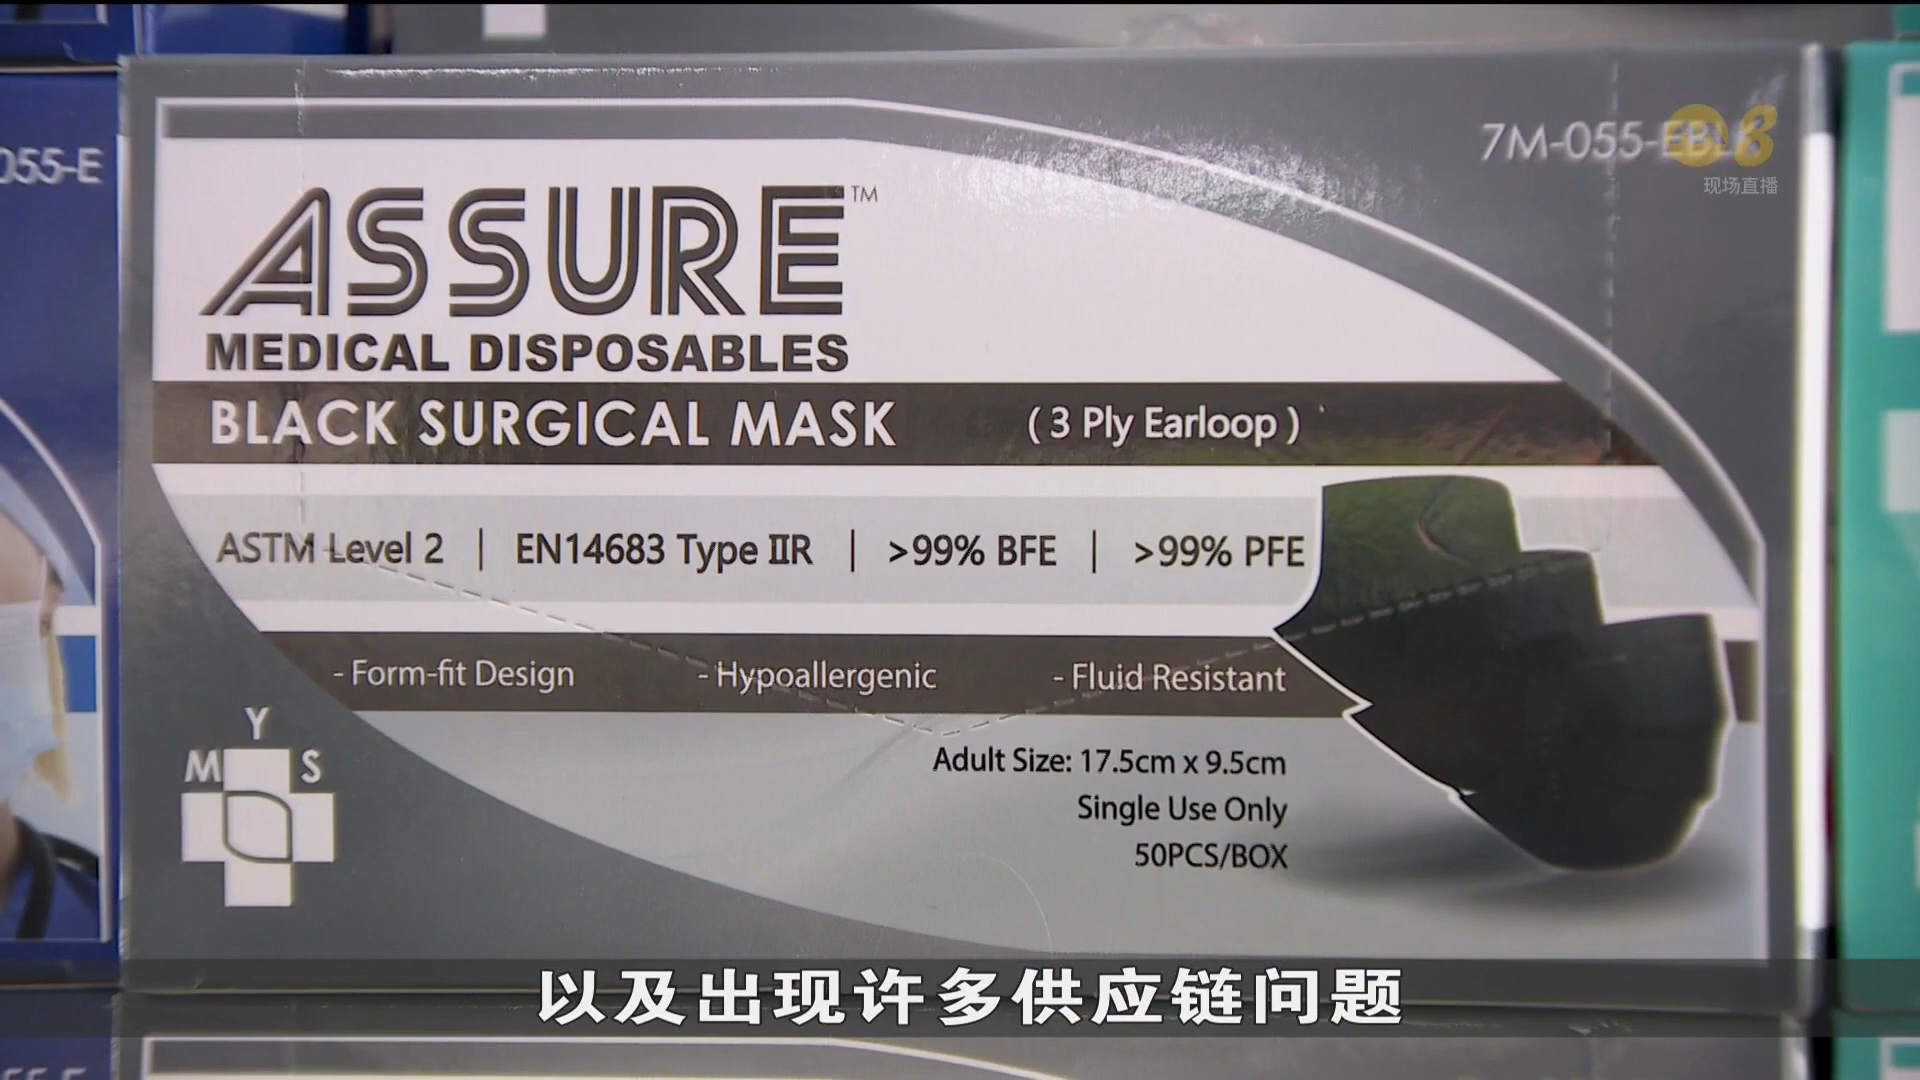 055-E
7M-055-EBLK
8
现场直播
ASSURE™
MEDICAL DISPOSABLES
BLACK SURGICAL MASK (3 Ply Earloop)
ASTM Level 2 | EN14683 Type IIR | >99% BFE | >99% PFE
- Form-fit Design - Hypoallergenic - Fluid Resistant
M Y S
Adult Size: 17.5cm x 9.5cm
Single Use Only
50PCS/BOX
以及出现许多供应链问题